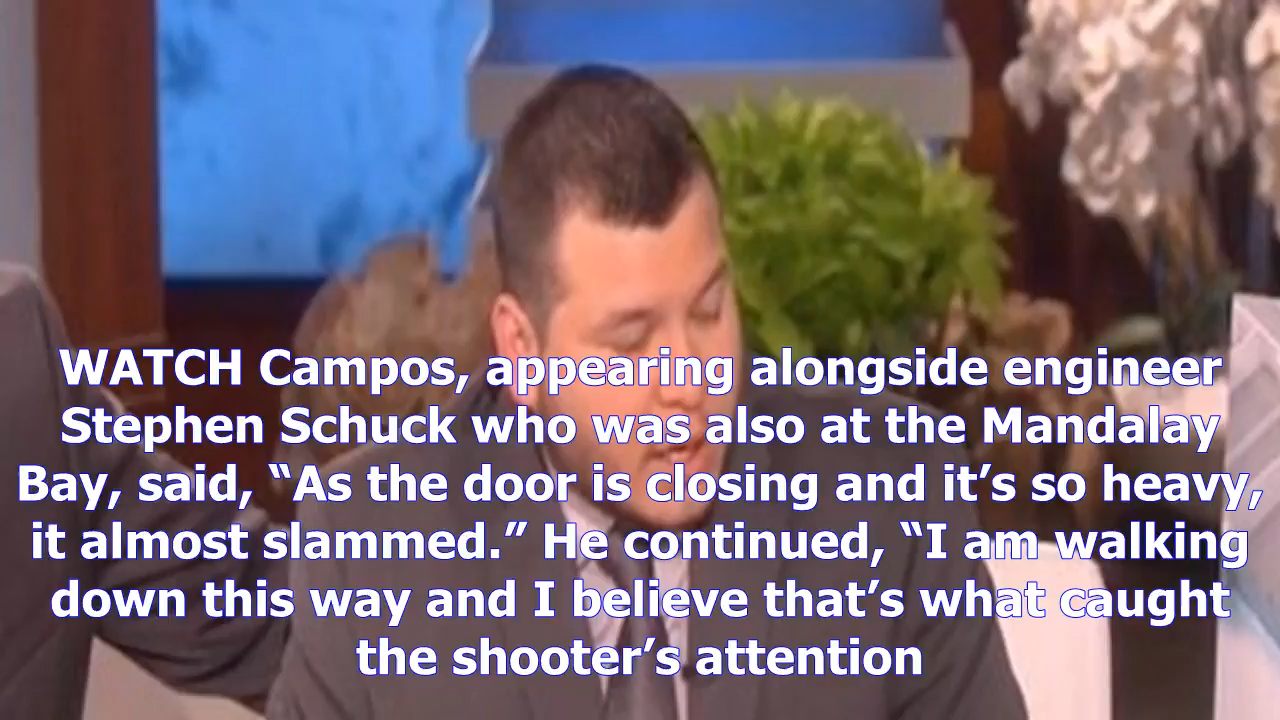 WATCH Campos, appearing alongside engineer
Stephen Schuck who was also at the Mandalay
Bay, said, “As the door is closing and it’s so heavy,
it almost slammed.” He continued, “I am walking
down this way and I believe that’s what caught
the shooter’s attention